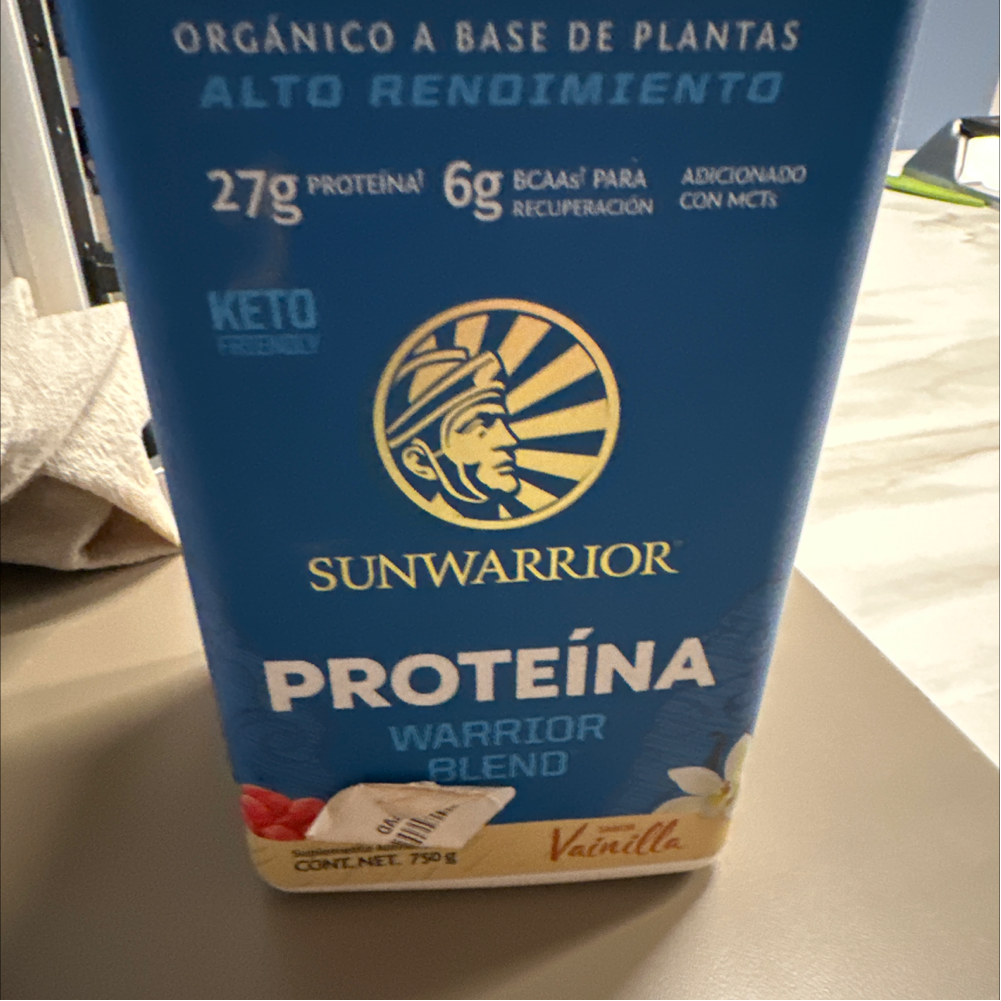 ORGÁNICO A BASE DE PLANTAS
ALTO RENDIMIENTO
27g PROTEÍNA† 6g BCAAs† PARA RECUPERACIÓN ADICIONADO CON MCTs
KETO
FRIENDLY
SUNWARRIOR
PROTEÍNA
WARRIOR
BLEND
SABOR
Vainilla
CONT. NET. 750 g